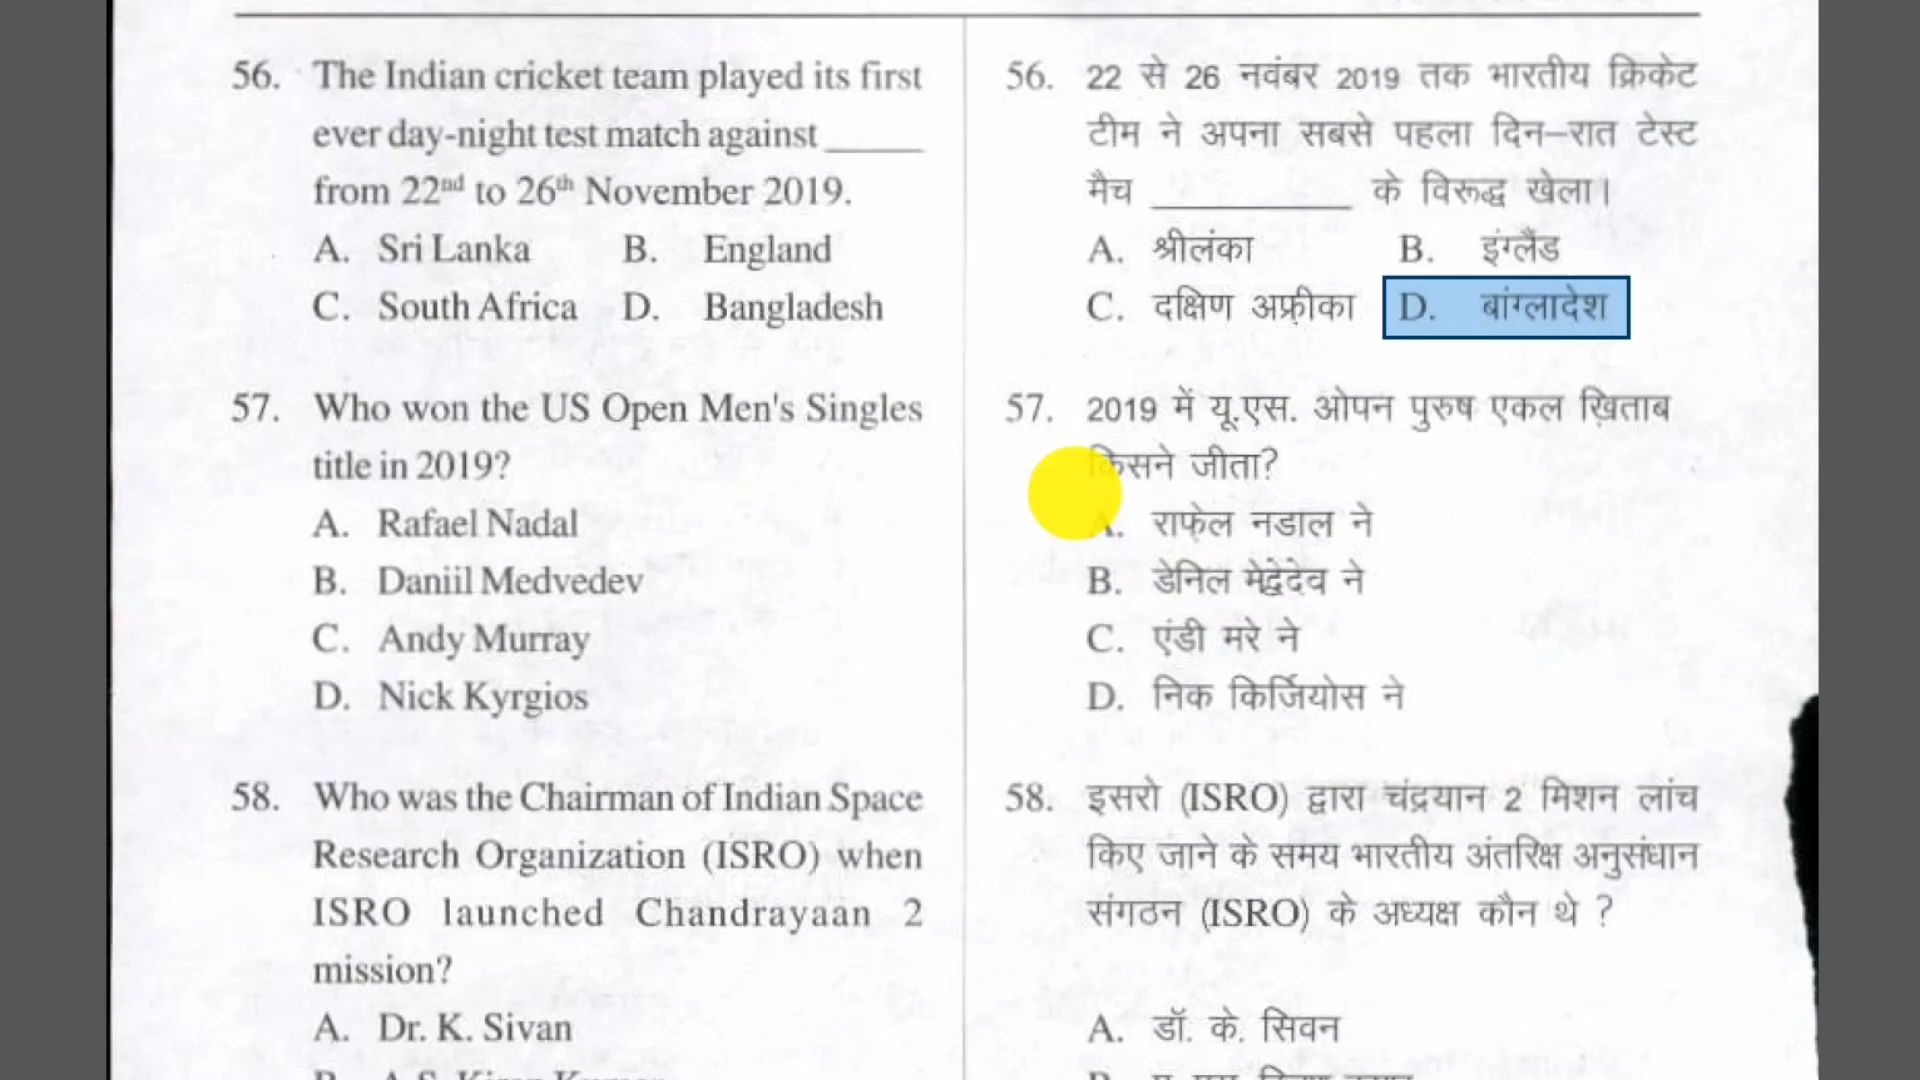 56. The Indian cricket team played its first
ever day-night test match against ______
from 22nd to 26th November 2019.
A. Sri Lanka B. England
C. South Africa D. Bangladesh
57. Who won the US Open Men's Singles
title in 2019?
A. Rafael Nadal
B. Daniil Medvedev
C. Andy Murray
D. Nick Kyrgios
58. Who was the Chairman of Indian Space
Research Organization (ISRO) when
ISRO launched Chandrayaan 2
mission?
A. Dr. K. Sivan
56. 22 से 26 नवंबर 2019 तक भारतीय क्रिकेट
टीम ने अपना सबसे पहला दिन–रात टेस्ट
मैच ____________ के विरूद्ध खेला।
A. श्रीलंका B. इंग्लैंड
C. दक्षिण अफ़्रीका D. बांग्लादेश
57. 2019 में यू.एस. ओपन पुरुष एकल ख़िताब
किसने जीता?
A. राफ़ेल नडाल ने
B. डेनिल मेद्वेदेव ने
C. एंडी मरे ने
D. निक किर्जियोस ने
58. इसरो (ISRO) द्वारा चंद्रयान 2 मिशन लांच
किए जाने के समय भारतीय अंतरिक्ष अनुसंधान
संगठन (ISRO) के अध्यक्ष कौन थे ?
A. डॉ. के. सिवन